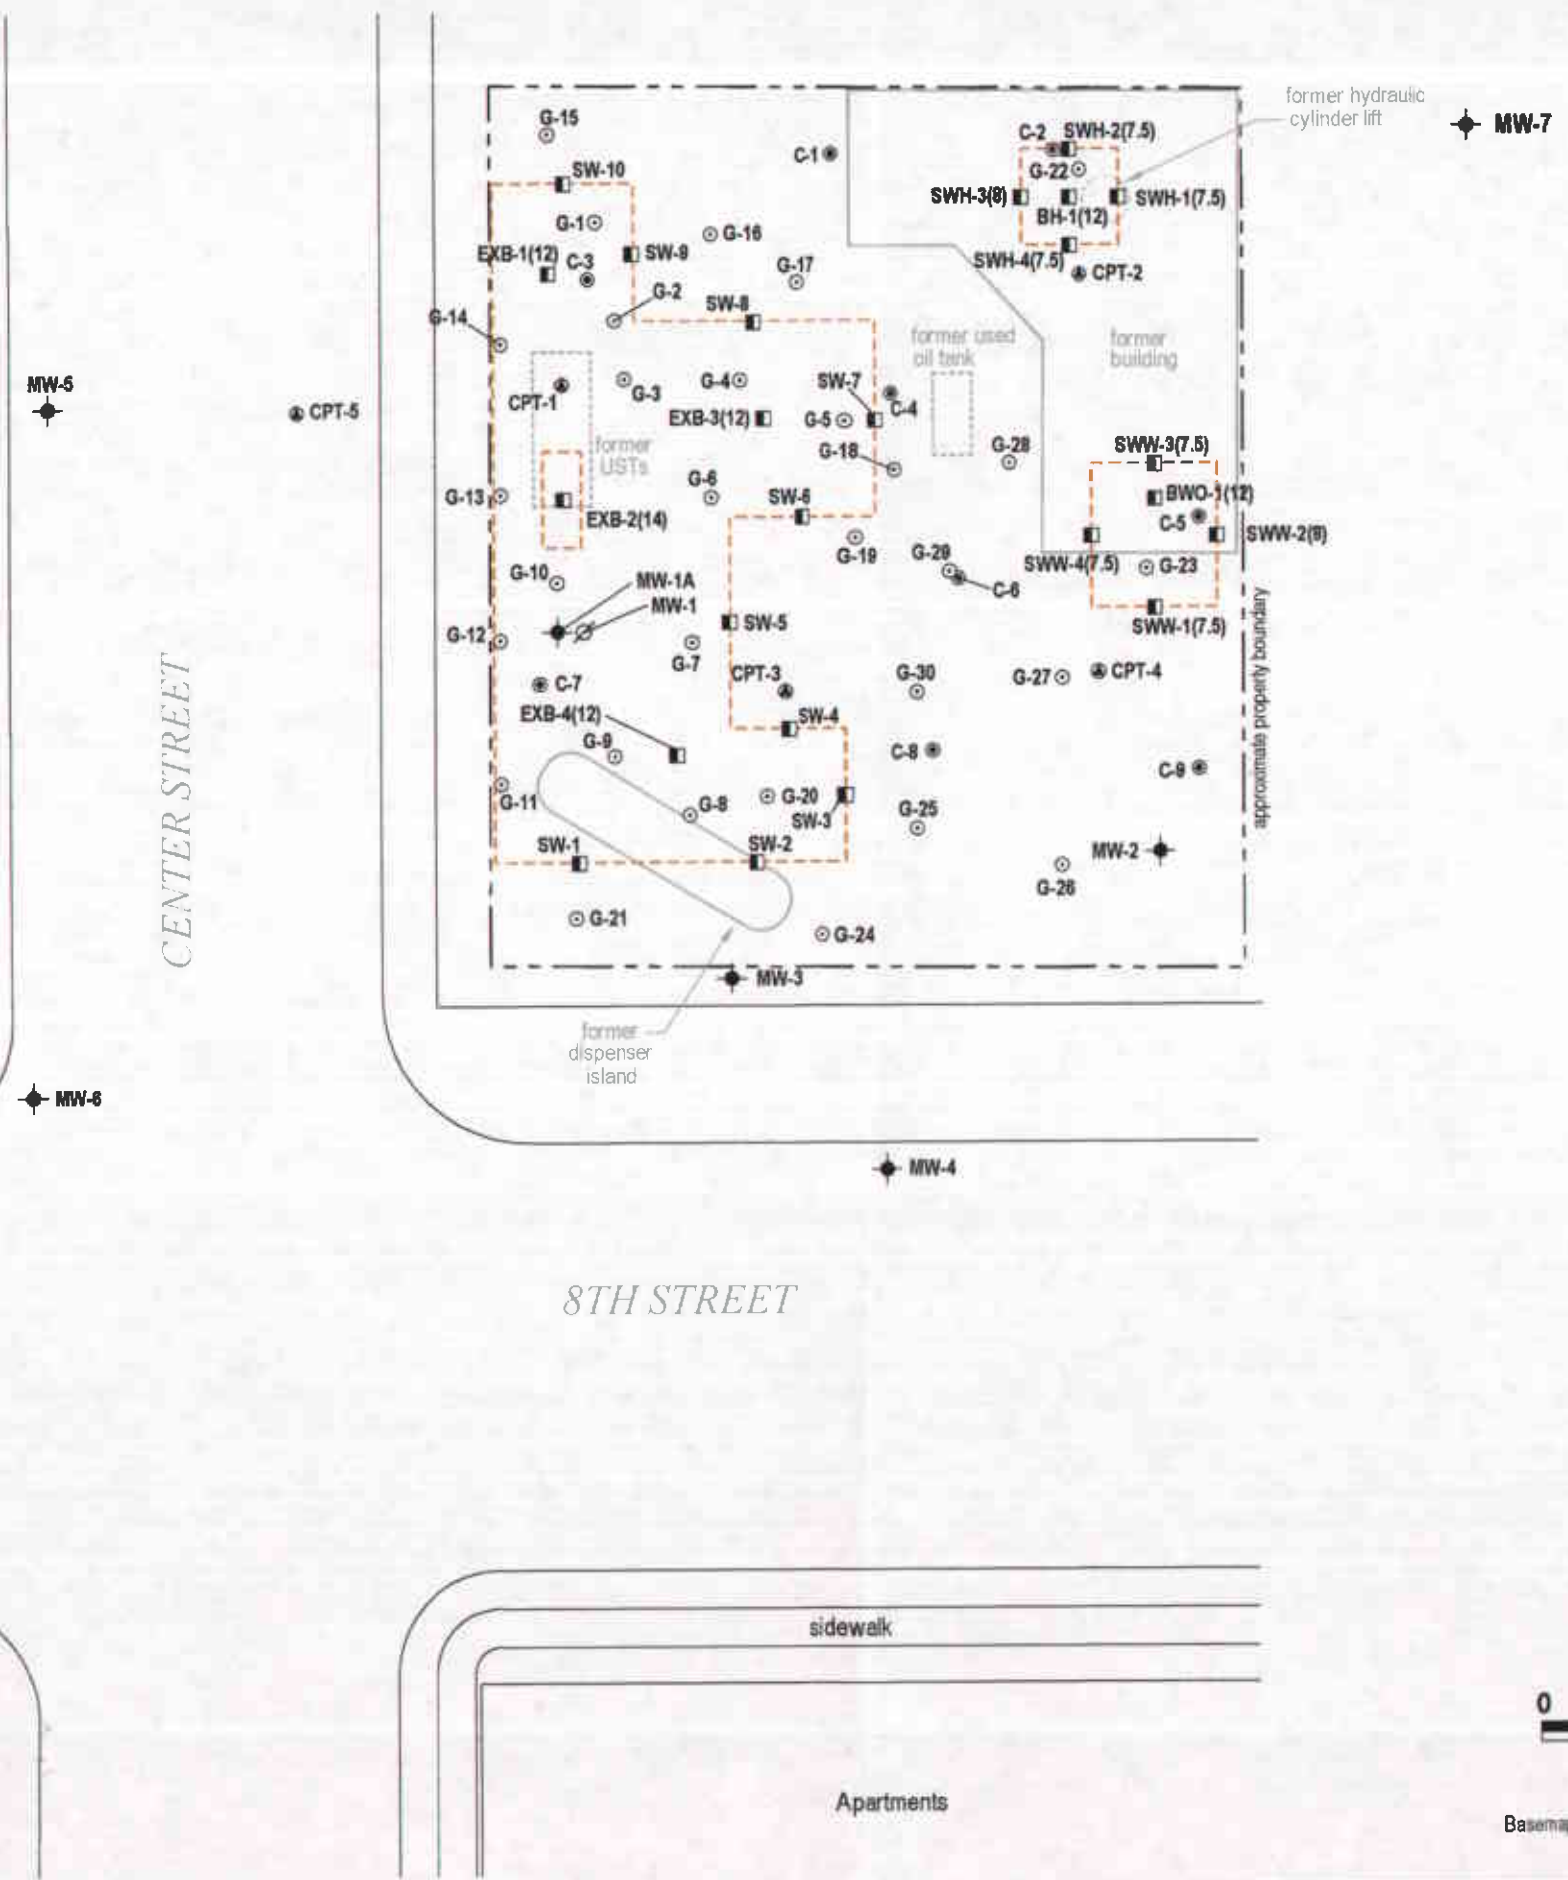 former hydraulic
cylinder lift
MW-7
G-15
C-1
C-2
SWH-2(7.5)
SW-10
G-22
SWH-3(8)
SWH-1(7.5)
BH-1(12)
G-1
G-16
SW-9
EXB-1(12)
C-3
SWH-4(7.5)
CPT-2
G-17
G-2
SW-8
G-14
former used
oil tank
former
building
MW-5
CPT-5
CPT-1
G-3
G-4
SW-7
C-4
EXB-3(12)
G-5
former
USTs
G-18
G-28
SWW-3(7.5)
G-13
G-6
SW-6
BWO-1(12)
EXB-2(14)
C-5
SWW-2(8)
G-19
G-29
SWW-4(7.5)
G-23
G-10
MW-1A
C-6
MW-1
SW-5
SWW-1(7.5)
G-12
G-7
CPT-3
G-30
G-27
CPT-4
approximate property boundary
C-7
EXB-4(12)
SW-4
G-9
C-8
C-9
G-11
G-8
G-20
SW-3
G-25
SW-1
SW-2
MW-2
G-26
G-21
G-24
MW-3
CENTER STREET
former
dispenser
island
MW-6
MW-4
8TH STREET
sidewalk
0
Apartments
Basema